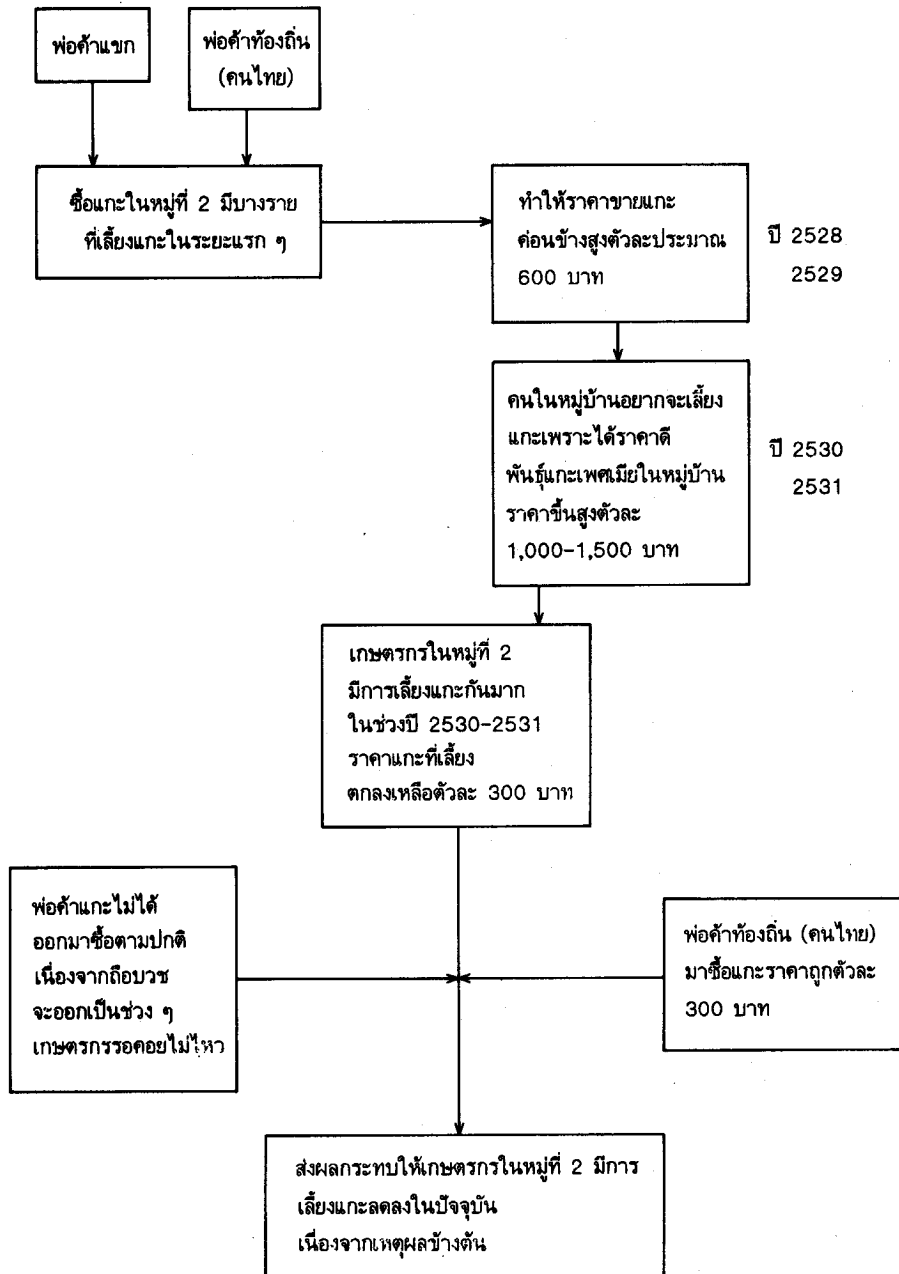 พ่อค้าแขก
พ่อค้าท้องถิ่น
(คนไทย)
ซื้อแกะในหมู่ที่ 2 มีบางราย
ที่เลี้ยงแกะในระยะแรก ๆ
ทำให้ราคาขายแกะ
ค่อนข้างสูงตัวละประมาณ
600 บาท
ปี 2528
2529
คนในหมู่บ้านอยากจะเลี้ยง
แกะเพราะได้ราคาดี
พันธุ์แกะเพศเมียในหมู่บ้าน
ราคาขึ้นสูงตัวละ
1,000-1,500 บาท
ปี 2530
2531
เกษตรกรในหมู่ที่ 2
มีการเลี้ยงแกะกันมาก
ในช่วงปี 2530-2531
ราคาแกะที่เลี้ยง
ตกลงเหลือตัวละ 300 บาท
พ่อค้าแกะไม่ได้
ออกมาซื้อตามปกติ
เนื่องจากถือบวช
จะออกเป็นช่วง ๆ
เกษตรกรรอคอยไม่ไหว
พ่อค้าท้องถิ่น (คนไทย)
มาซื้อแกะราคาถูกตัวละ
300 บาท
ส่งผลกระทบให้เกษตรกรในหมู่ที่ 2 มีการ
เลี้ยงแกะลดลงในปัจจุบัน
เนื่องจากเหตุผลข้างต้น